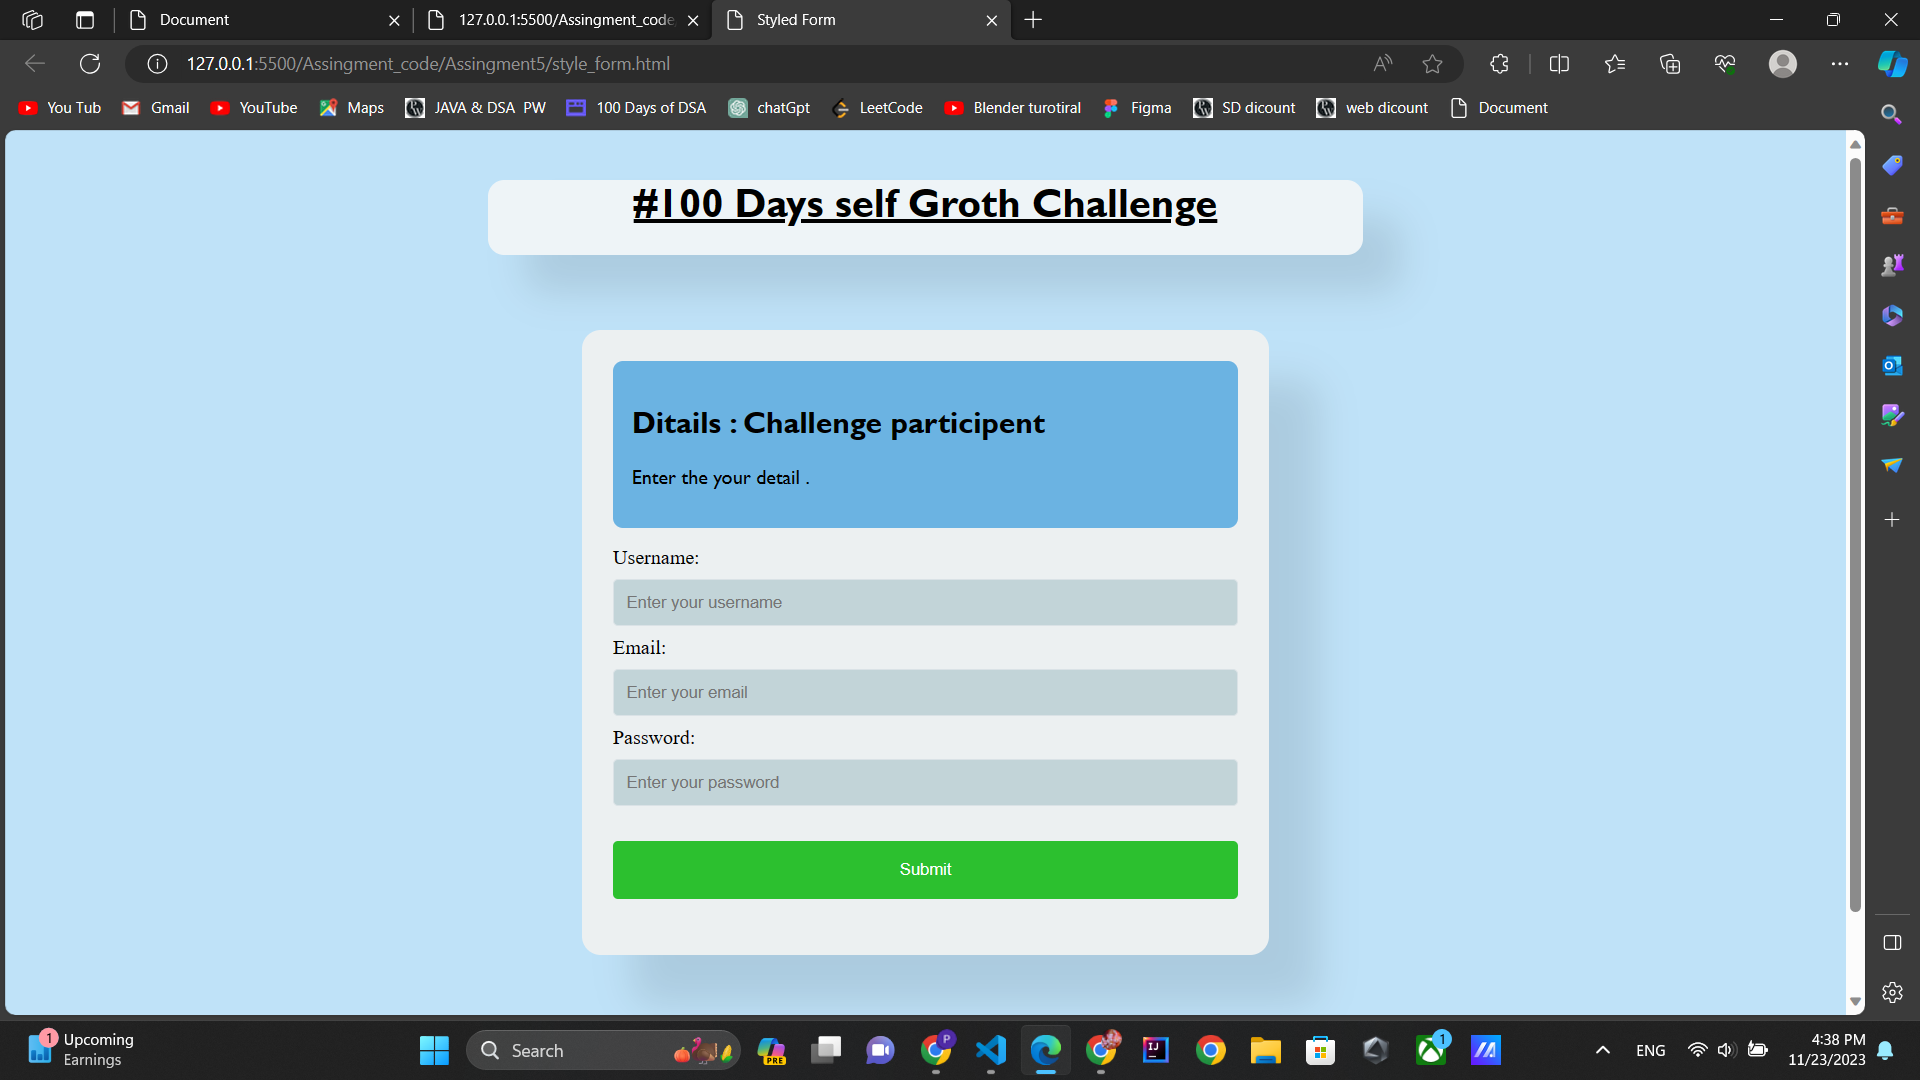 Document
127.0.0.1:5500/Assingment_code
Styled Form
127.0.0.1:5500/Assingment_code/Assingment5/style_form.html
You Tub
Gmail
YouTube
Maps
JAVA & DSA PW
100 Days of DSA
chatGpt
LeetCode
Blender turotiral
Figma
SD dicount
web dicount
Document
#100 Days self Groth Challenge
Ditails : Challenge participent
Enter the your detail .
Username:
Enter your username
Email:
Enter your email
Password:
Enter your password
Submit
1
Upcoming
Earnings
Search
PRE
P
IJ
1
ENG
4:38 PM
11/23/2023